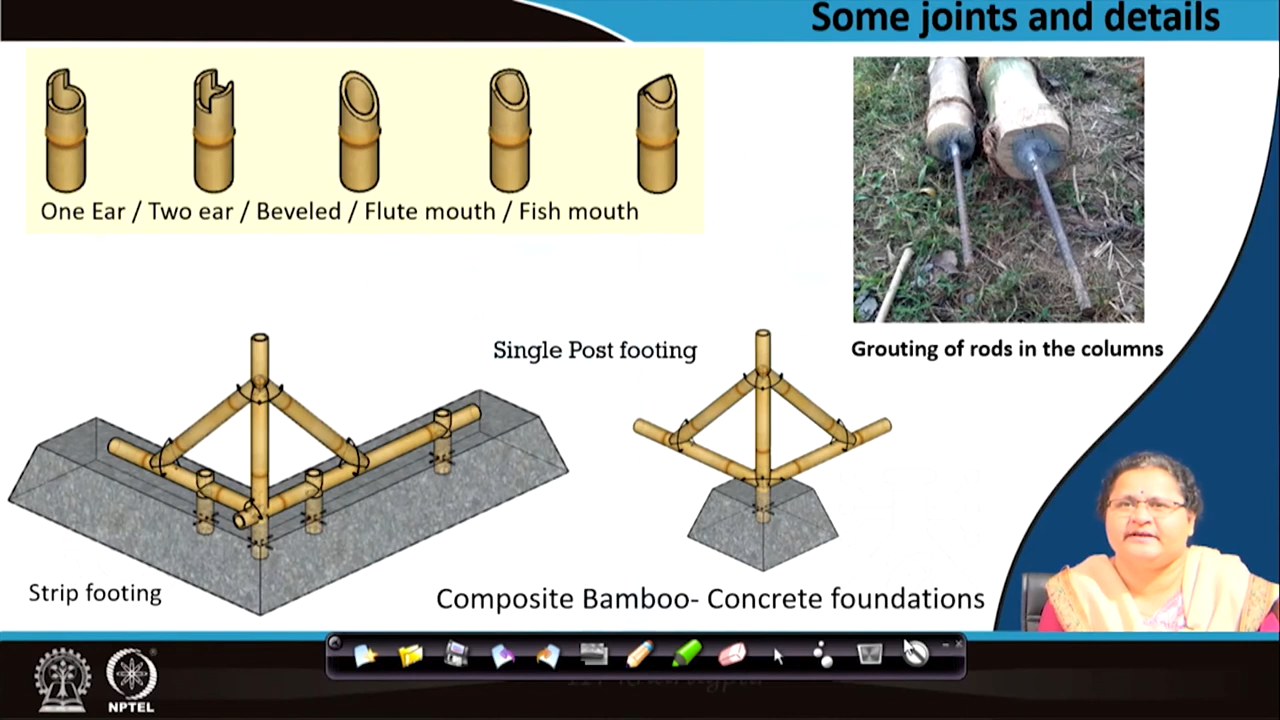 Some joints and details
One Ear / Two ear / Beveled / Flute mouth / Fish mouth
Grouting of rods in the columns
Single Post footing
Strip footing
Composite Bamboo- Concrete foundations
NPTEL